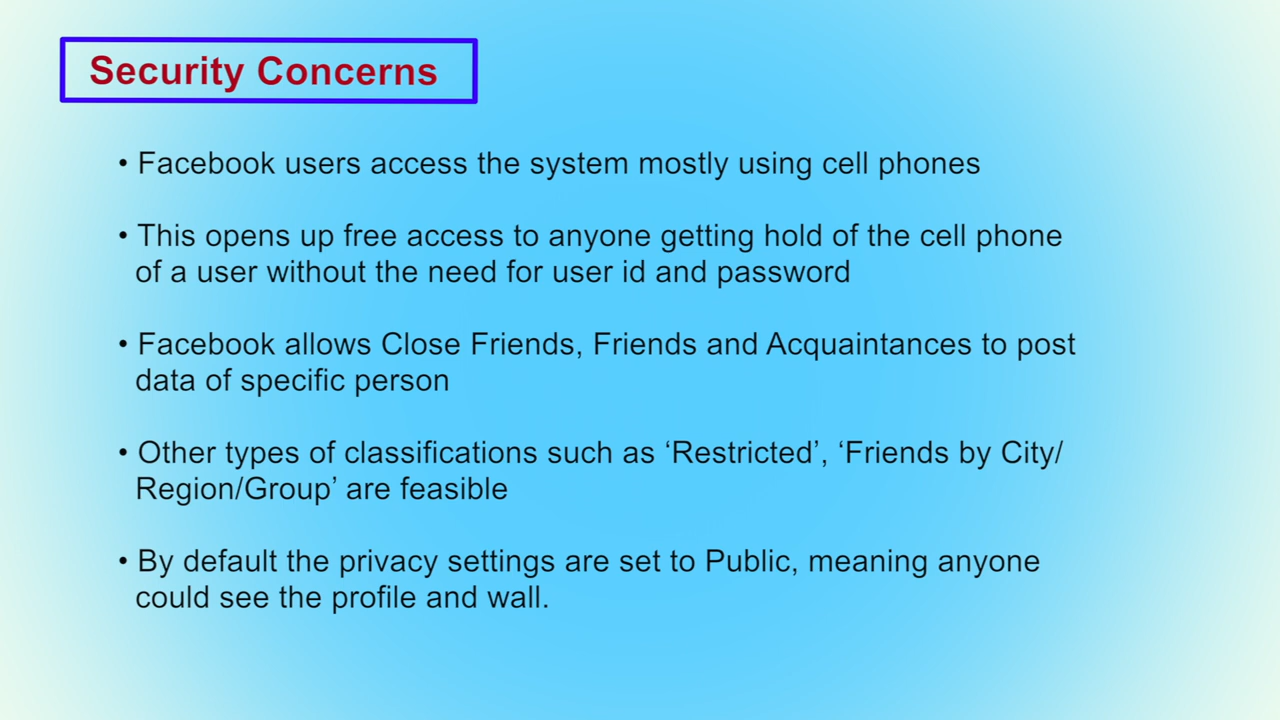 Security Concerns
• Facebook users access the system mostly using cell phones
• This opens up free access to anyone getting hold of the cell phone
of a user without the need for user id and password
• Facebook allows Close Friends, Friends and Acquaintances to post
data of specific person
• Other types of classifications such as ‘Restricted’, ‘Friends by City/
Region/Group’ are feasible
• By default the privacy settings are set to Public, meaning anyone
could see the profile and wall.